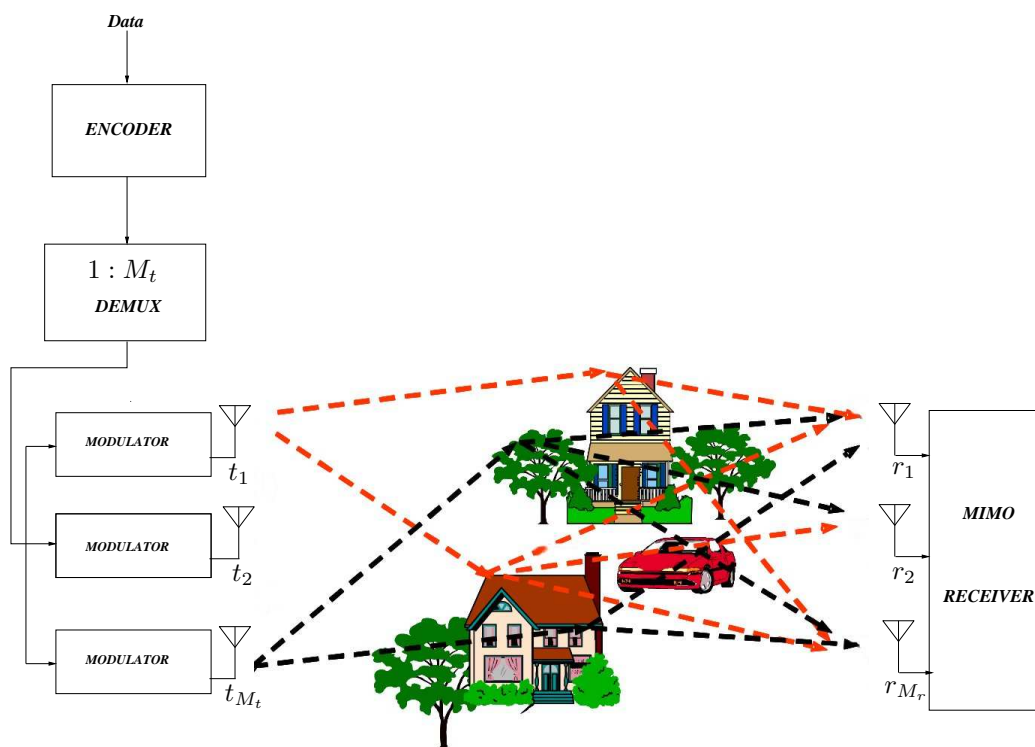 Data
ENCODER
1 : M_t
DEMUX
MODULATOR
t_1
MODULATOR
t_2
MODULATOR
t_{M_t}
r_1
r_2
r_{M_r}
MIMO
RECEIVER